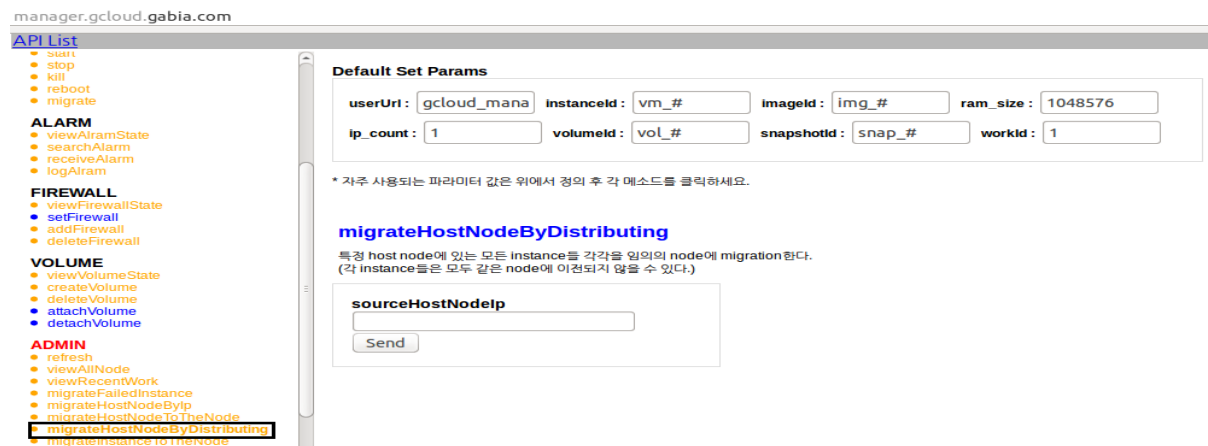 manager.gcloud.gabia.com
API List
start
stop
kill
reboot
migrate
ALARM
viewAlramState
searchAlarm
receiveAlarm
logAlram
FIREWALL
viewFirewallState
setFirewall
addFirewall
deleteFirewall
VOLUME
viewVolumeState
createVolume
deleteVolume
attachVolume
detachVolume
ADMIN
refresh
viewAllNode
viewRecentWork
migrateFailedInstance
migrateHostNodeByIp
migrateHostNodeToTheNode
migrateHostNodeByDistributing
migrateInstanceToTheNode
Default Set Params
userUrl : gcloud_mana instanceId : vm_# imageId : img_# ram_size : 1048576
ip_count : 1 volumeId : vol_# snapshotId : snap_# workId : 1
* 자주 사용되는 파라미터 값은 위에서 정의 후 각 메소드를 클릭하세요.
migrateHostNodeByDistributing
특정 host node에 있는 모든 instance들 각각을 임의의 node에 migration한다.
(각 instance들은 모두 같은 node에 이전되지 않을 수 있다.)
sourceHostNodeIp
Send